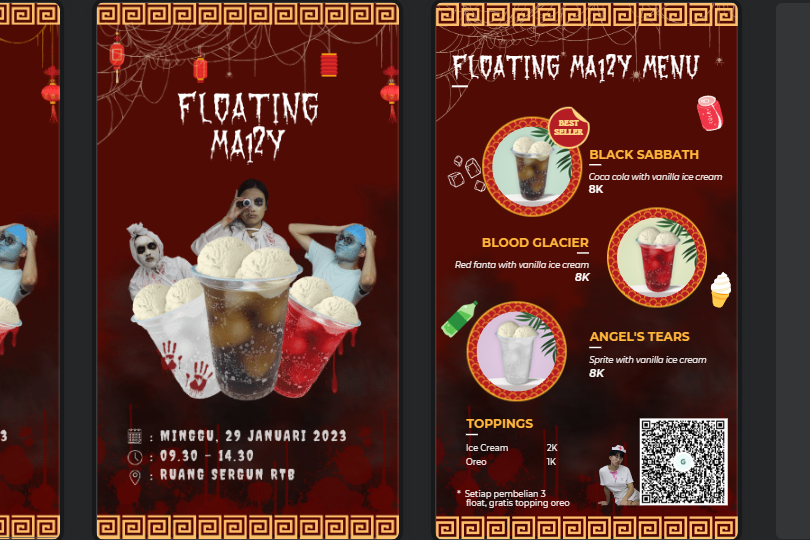 3
FLOATING
MA12Y
: MINGGU, 29 JANUARI 2023
: 09.30 - 14.30
: RUANG SERGUN RTB
FLOATING MA12Y MENU
BEST
SELLER
BLACK SABBATH
Coca cola with vanilla ice cream
8K
BLOOD GLACIER
Red fanta with vanilla ice cream
8K
ANGEL'S TEARS
Sprite with vanilla ice cream
8K
TOPPINGS
Ice Cream 2K
Oreo 1K
* Setiap pembelian 3
float, gratis topping oreo